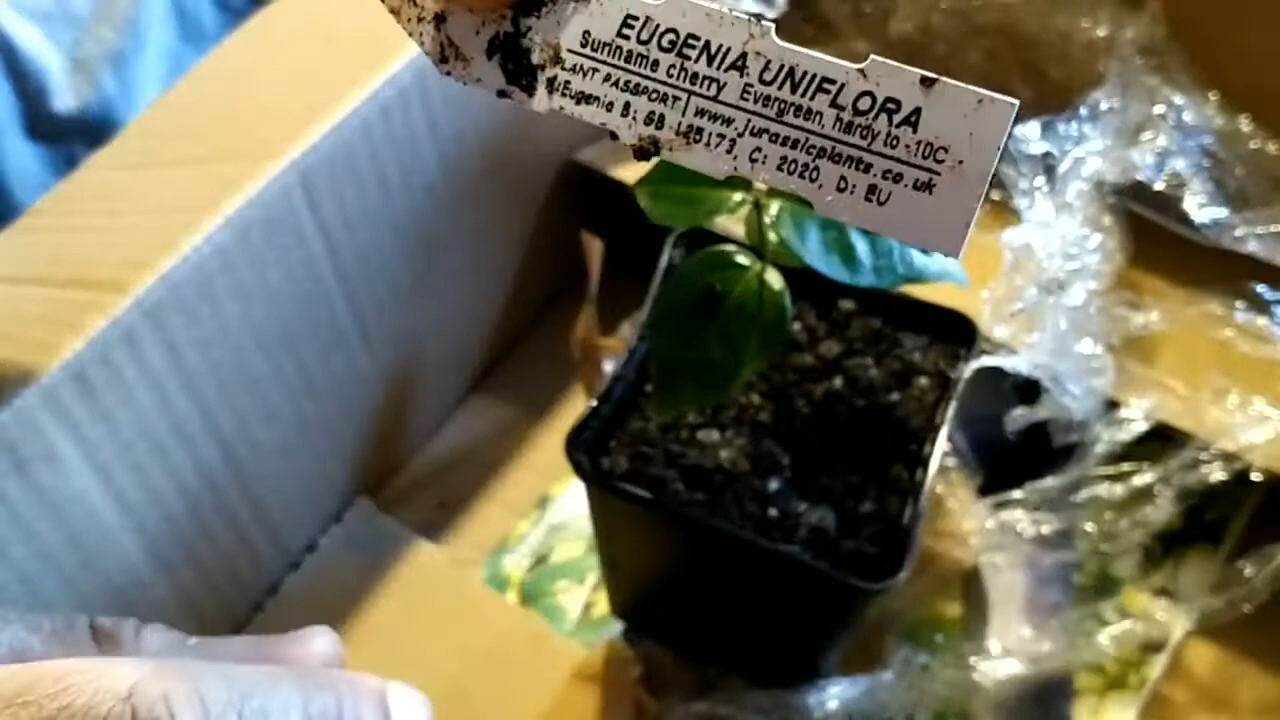 EUGENIA UNIFLORA
Suriname cherry Evergreen, hardy to -10C
PLANT PASSPORT | www.jurassicplants.co.uk
A:Eugenia B: GB 125173, C: 2020, D: EU